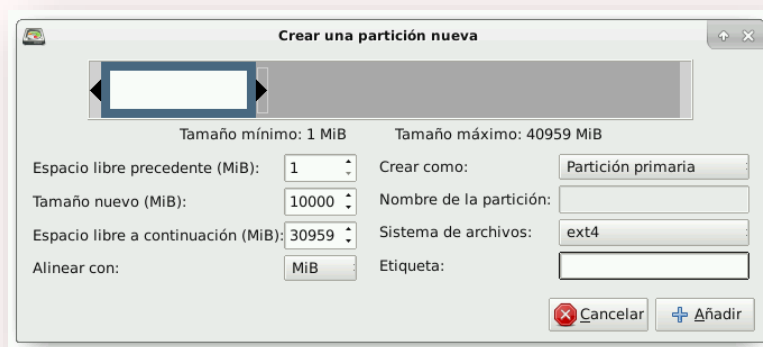 Crear una partición nueva
Tamaño mínimo: 1 MiB Tamaño máximo: 40959 MiB
Espacio libre precedente (MiB): 1 Crear como: Partición primaria
Tamaño nuevo (MiB): 10000 Nombre de la partición:
Espacio libre a continuación (MiB): 30959 Sistema de archivos: ext4
Alinear con: MiB Etiqueta:
Cancelar Añadir